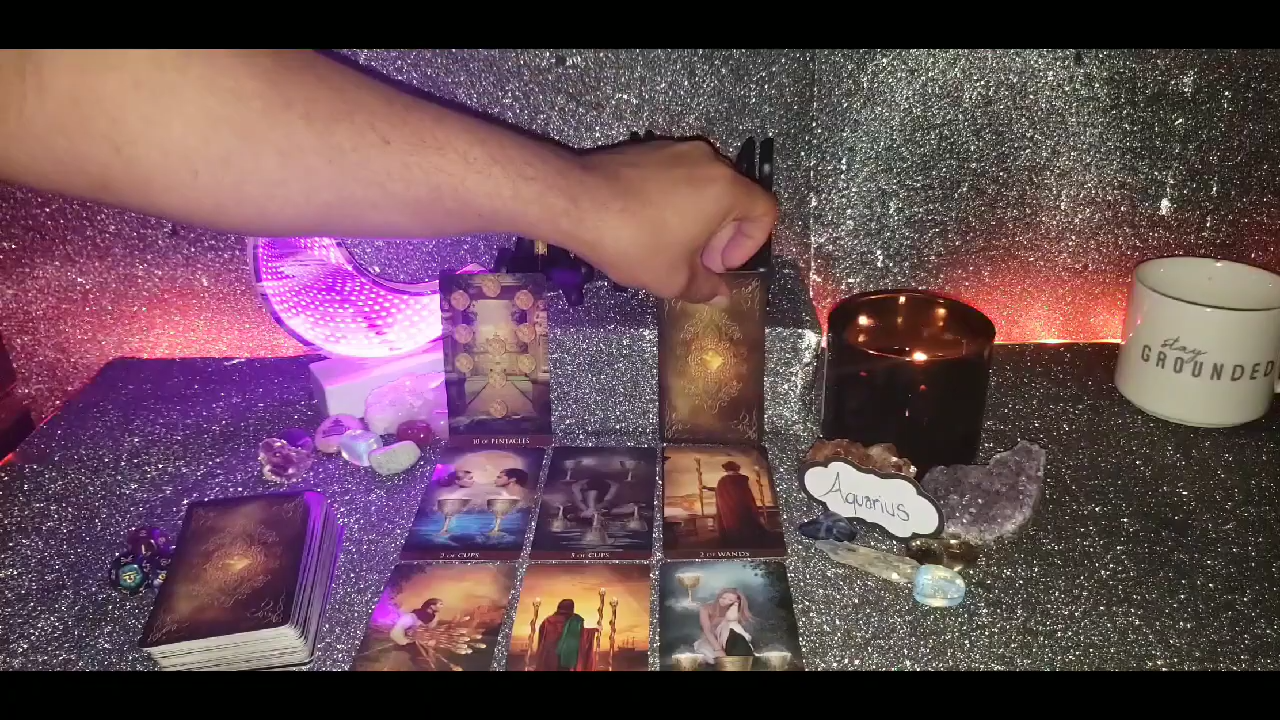 stay
GROUNDED
10 OF PENTACLES
2 OF CUPS
5 OF CUPS
2 OF WANDS
Aquarius